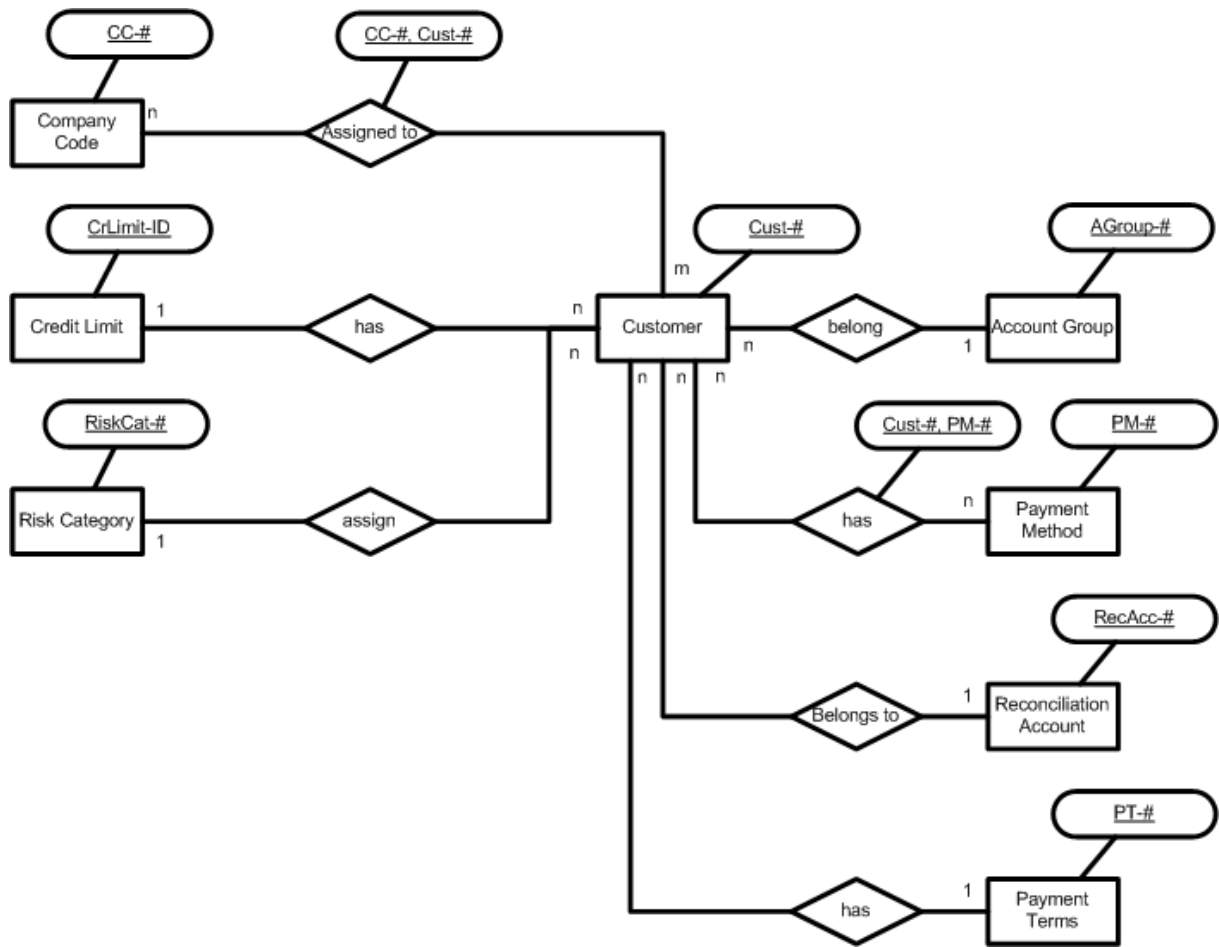 CC-#
CC-#, Cust-#
Company
Code
n
Assigned to
CrLimit-ID
Cust-#
AGroup-#
m
Credit Limit
1
has
n
Customer
n
belong
1
Account Group
n
n
n
n
RiskCat-#
Cust-#, PM-#
PM-#
Risk Category
1
assign
has
n
Payment
Method
RecAcc-#
Belongs to
1
Reconciliation
Account
PT-#
has
1
Payment
Terms